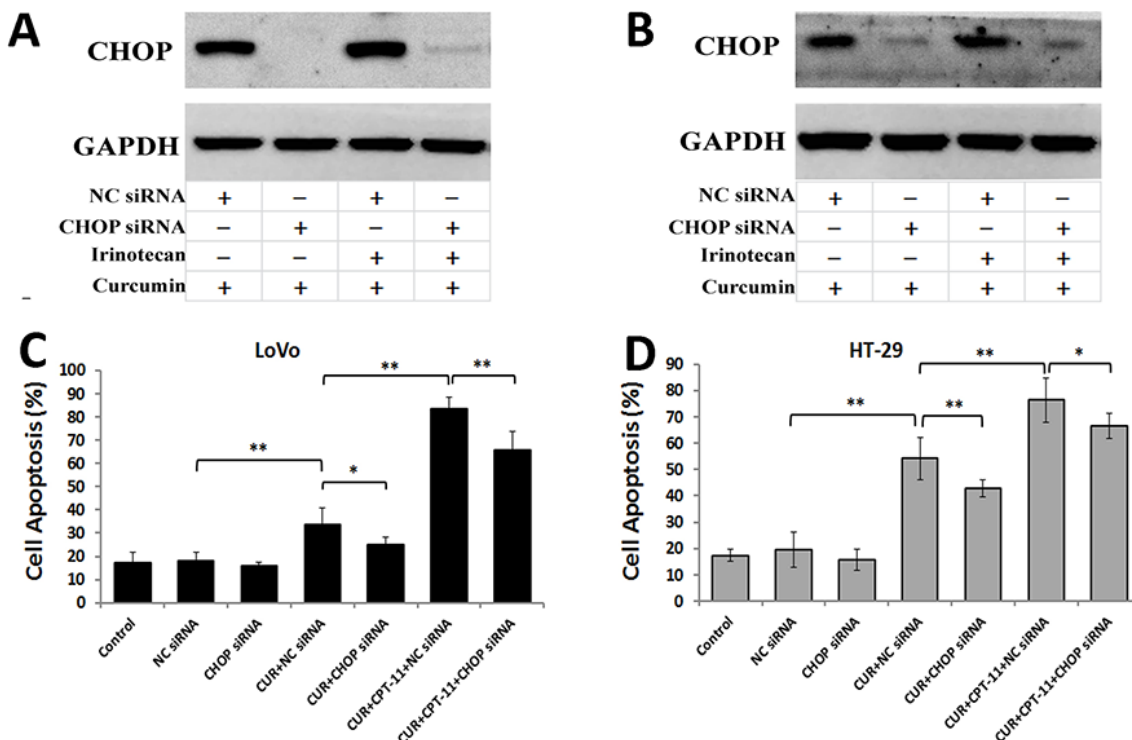 A
CHOP
GAPDH
NC siRNA + – + –
CHOP siRNA – + – +
Irinotecan – – + +
Curcumin + + + +
–
B
CHOP
GAPDH
NC siRNA + – + –
CHOP siRNA – + – +
Irinotecan – – + +
Curcumin + + + +
C
LoVo
Cell Apoptosis (%)
100
90
80
70
60
50
40
30
20
10
0
** * ** **
Control
NC siRNA
CHOP siRNA
CUR+NC siRNA
CUR+CHOP siRNA
CUR+CPT-11+NC siRNA
CUR+CPT-11+CHOP siRNA
D
HT-29
Cell Apoptosis (%)
90
80
70
60
50
40
30
20
10
0
** ** ** *
Control
NC siRNA
CHOP siRNA
CUR+NC siRNA
CUR+CHOP siRNA
CUR+CPT-11+NC siRNA
CUR+CPT-11+CHOP siRNA